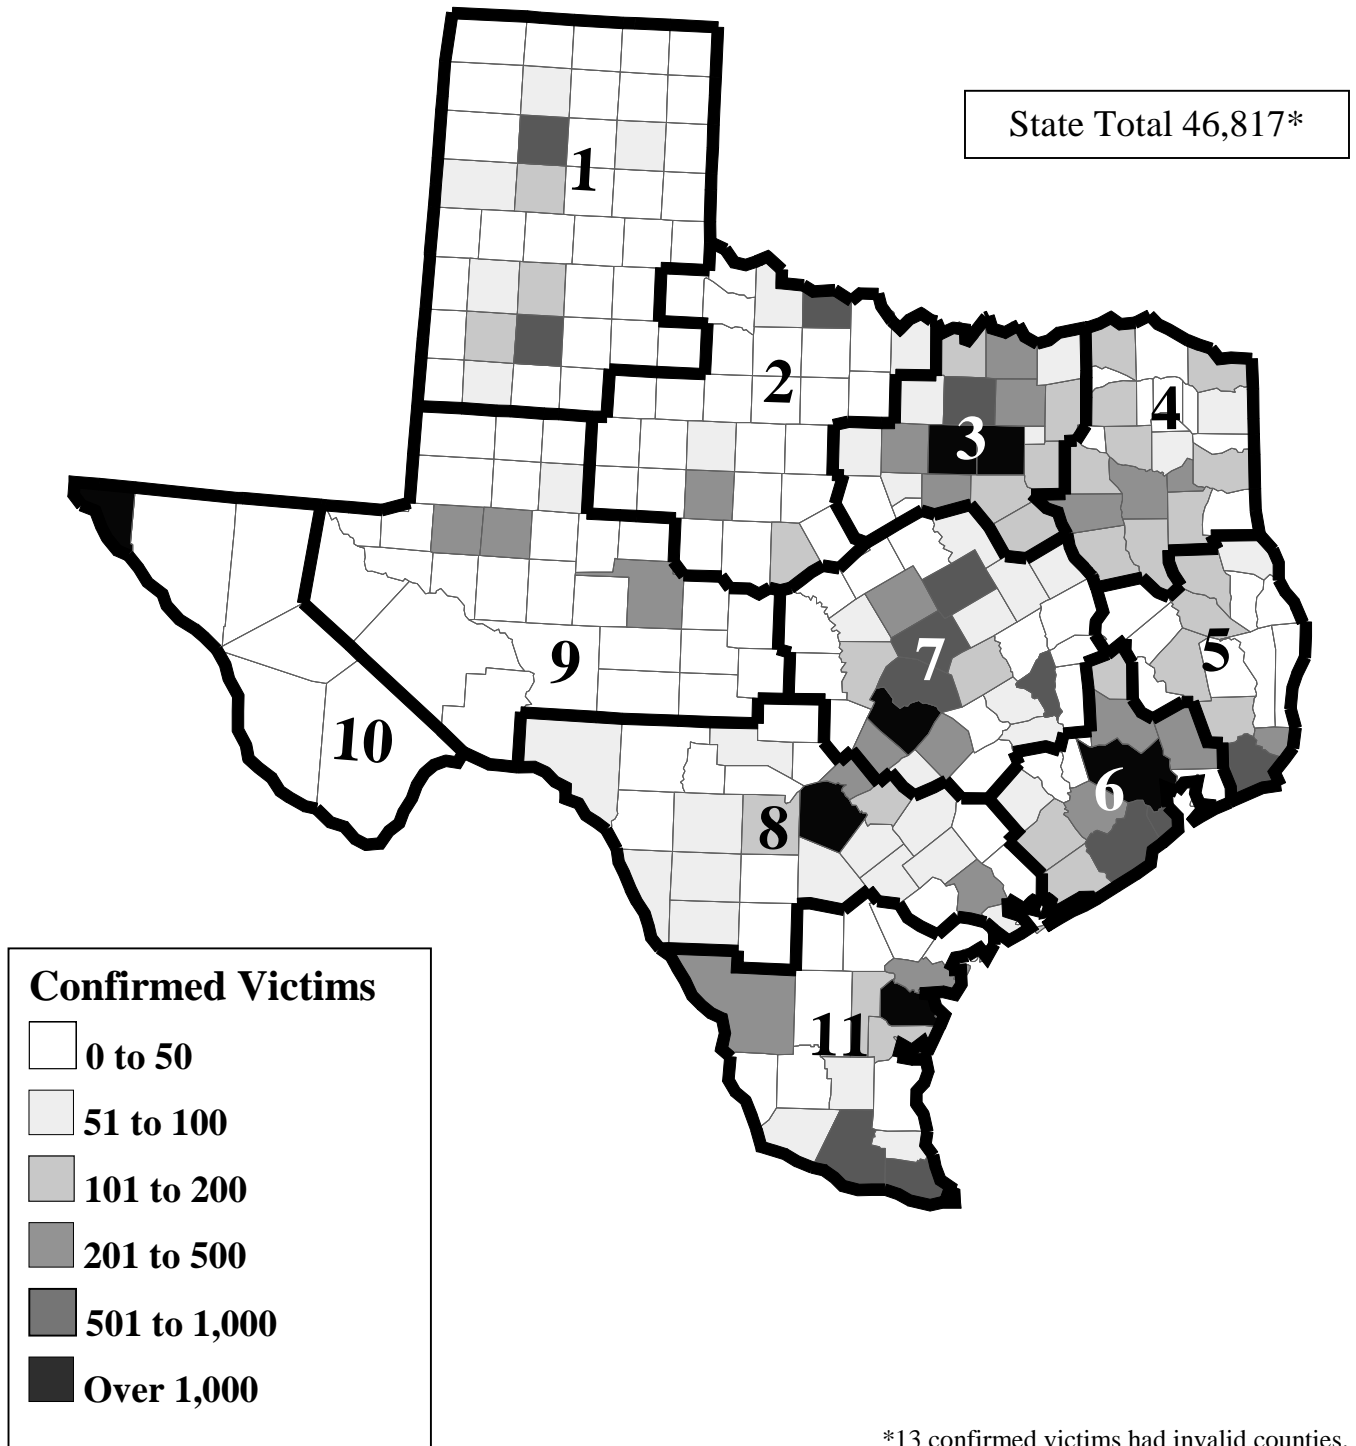 State Total 46,817*
1
2
3
4
5
6
7
8
9
10
11
Confirmed Victims
0 to 50
51 to 100
101 to 200
201 to 500
501 to 1,000
Over 1,000
*13 confirmed victims had invalid counties.